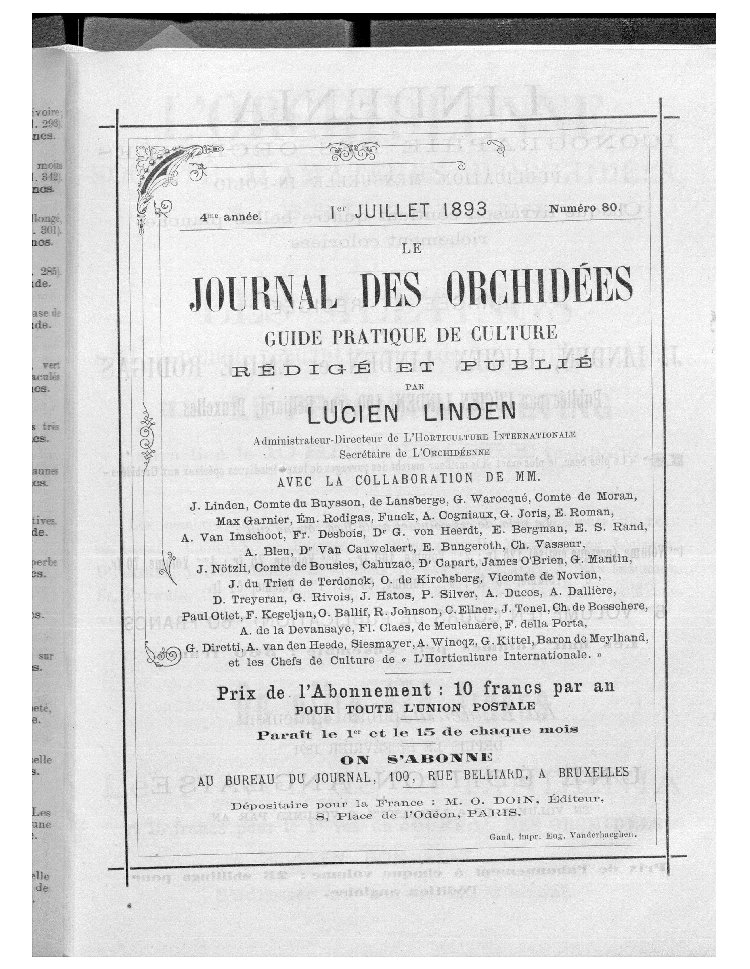 4me année.
1er JUILLET 1893
Numéro 80.
LE
JOURNAL DES ORCHIDÉES
GUIDE PRATIQUE DE CULTURE
RÉDIGÉ ET PUBLIÉ
PAR
LUCIEN LINDEN
Administrateur-Directeur de L'HORTICULTURE INTERNATIONALE
Secrétaire de L'ORCHIDÉENNE
AVEC LA COLLABORATION DE MM.
J. Linden, Comte du Buysson, de Lansberge, G. Warocqué, Comte de Moran,
Max Garnier, Ém. Rodigas, Funck, A. Cogniaux, G. Joris, E. Roman,
A. Van Imschoot, Fr. Desbois, Dr G. von Heerdt, E. Bergman, E. S. Rand,
A. Bleu, Dr Van Cauwelaert, E. Bungeroth, Ch. Vasseur,
J. Nötzli, Comte de Bousies, Cahuzac, Dr Capart, James O'Brien, G. Mantin,
J. du Trieu de Terdonck, O. de Kirchsberg, Vicomte de Novion,
D. Treyeran, G. Rivois, J. Hatos, P. Silver, A. Ducos, A. Dallière,
Paul Otlet, F. Kegeljan, O. Ballif, R. Johnson, C. Ellner, J. Tonel, Ch. de Bosschere,
A. de la Devansaye, Fl. Claes, de Meulenaere, F. della Porta,
G. Diretti, A. van den Heede, Siesmayer, A. Wincqz, G. Kittel, Baron de Meylhand,
et les Chefs de Culture de « L'Horticulture Internationale. »
Prix de l'Abonnement : 10 francs par an
POUR TOUTE L'UNION POSTALE
Paraît le 1er et le 15 de chaque mois
ON S'ABONNE
AU BUREAU DU JOURNAL, 100, RUE BELLIARD, A BRUXELLES
Dépositaire pour la France : M. O. DOIN, Éditeur,
8, Place de l'Odéon, PARIS.
Gand, impr. Eug. Vanderhaeghen.